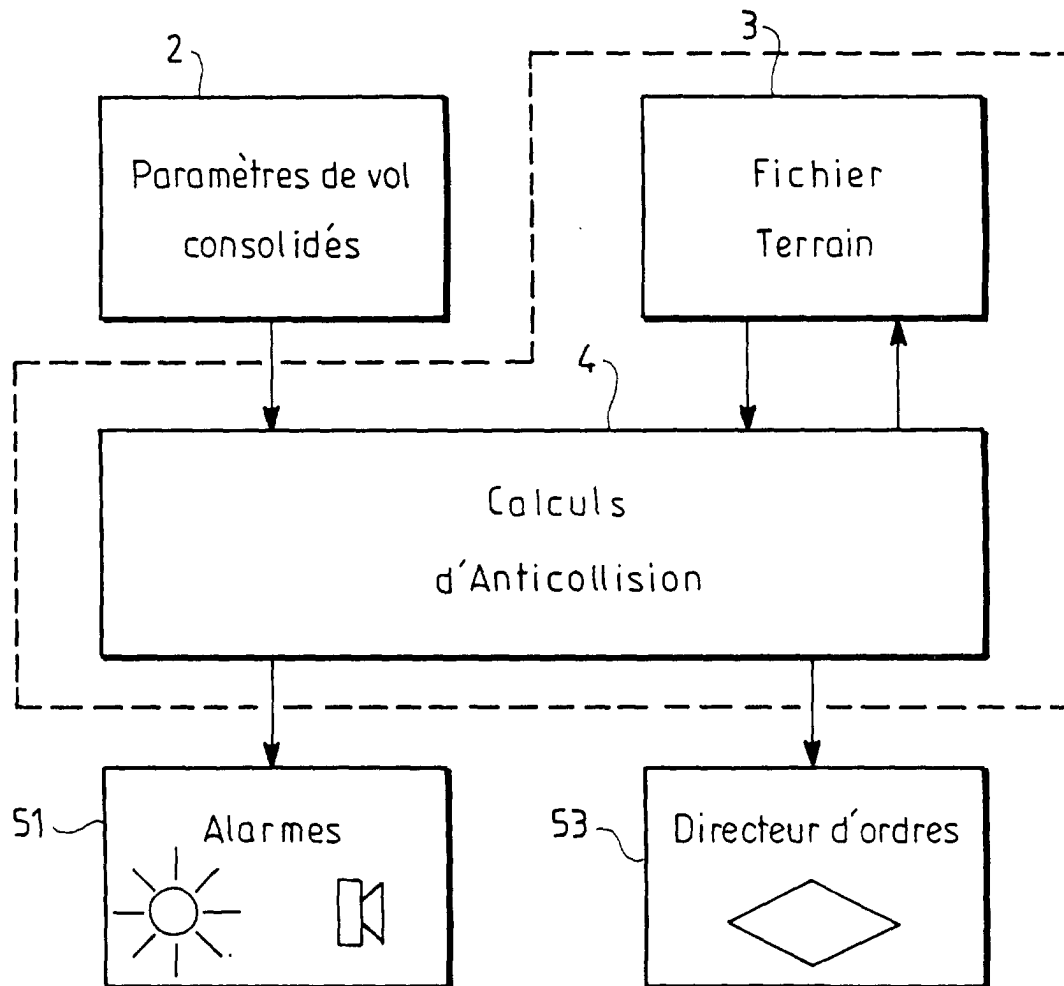 2
3
Paramètres de vol
consolidés
Fichier
Terrain
4
Calculs
d'Anticollision
51
Alarmes
53
Directeur d'ordres